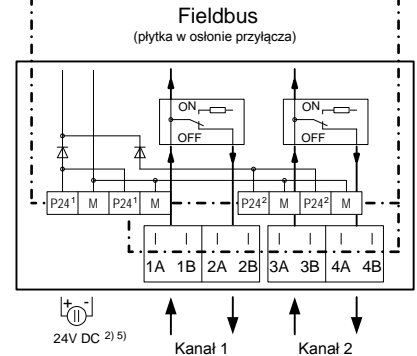 Fieldbus
(płytka w osłonie przyłącza)
ON ON
OFF OFF
P24¹ M P24¹ M P24² M P24² M
1A 1B 2A 2B 3A 3B 4A 4B
+ -
24V DC ²⁾ ⁵⁾
Kanał 1 Kanał 2